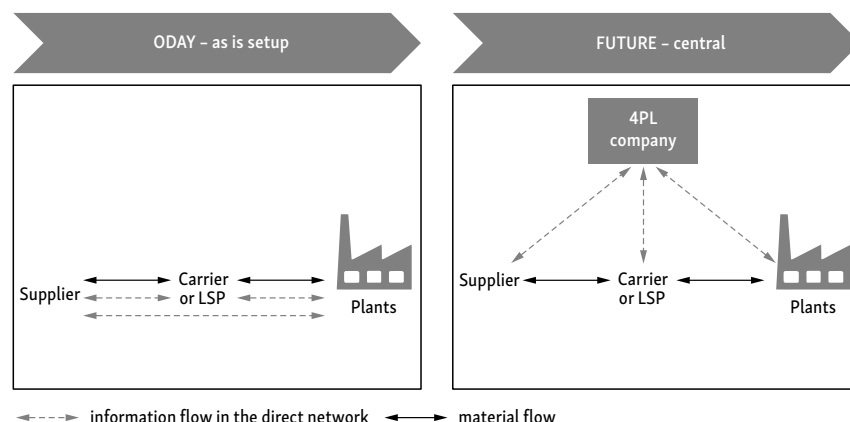 ODAY – as is setup
FUTURE – central
4PL
company
Supplier
Carrier
or LSP
Plants
Supplier
Carrier
or LSP
Plants
information flow in the direct network
material flow